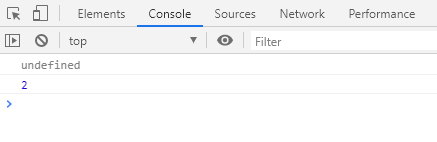 Elements Console Sources Network Performance
top Filter
undefined
2